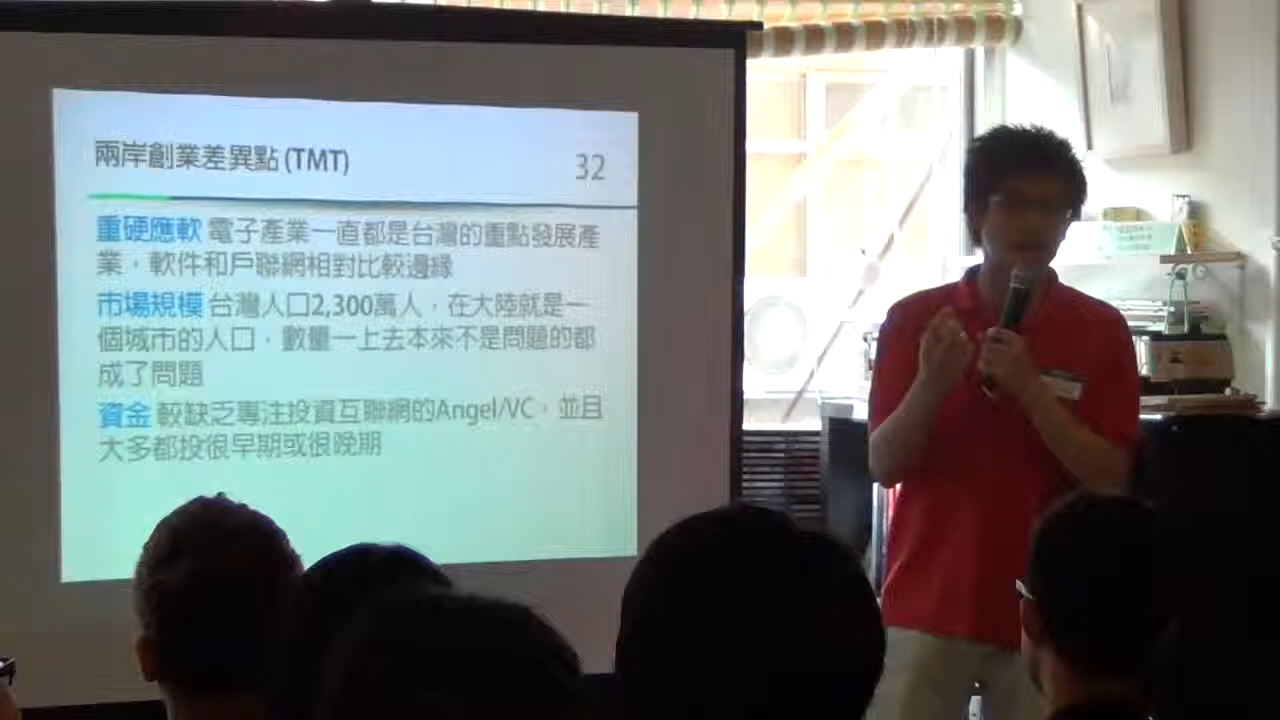 兩岸創業差異點(TMT)
32
重硬應軟 電子產業一直都是台灣的重點發展產
業，軟件和戶聯網相對比較邊緣
市場規模 台灣人口2,300萬人，在大陸就是一
個城市的人口，數量一上去本來不是問題的都
成了問題
資金 較缺乏專注投資互聯網的Angel/VC，並且
大多都投很早期或很晚期